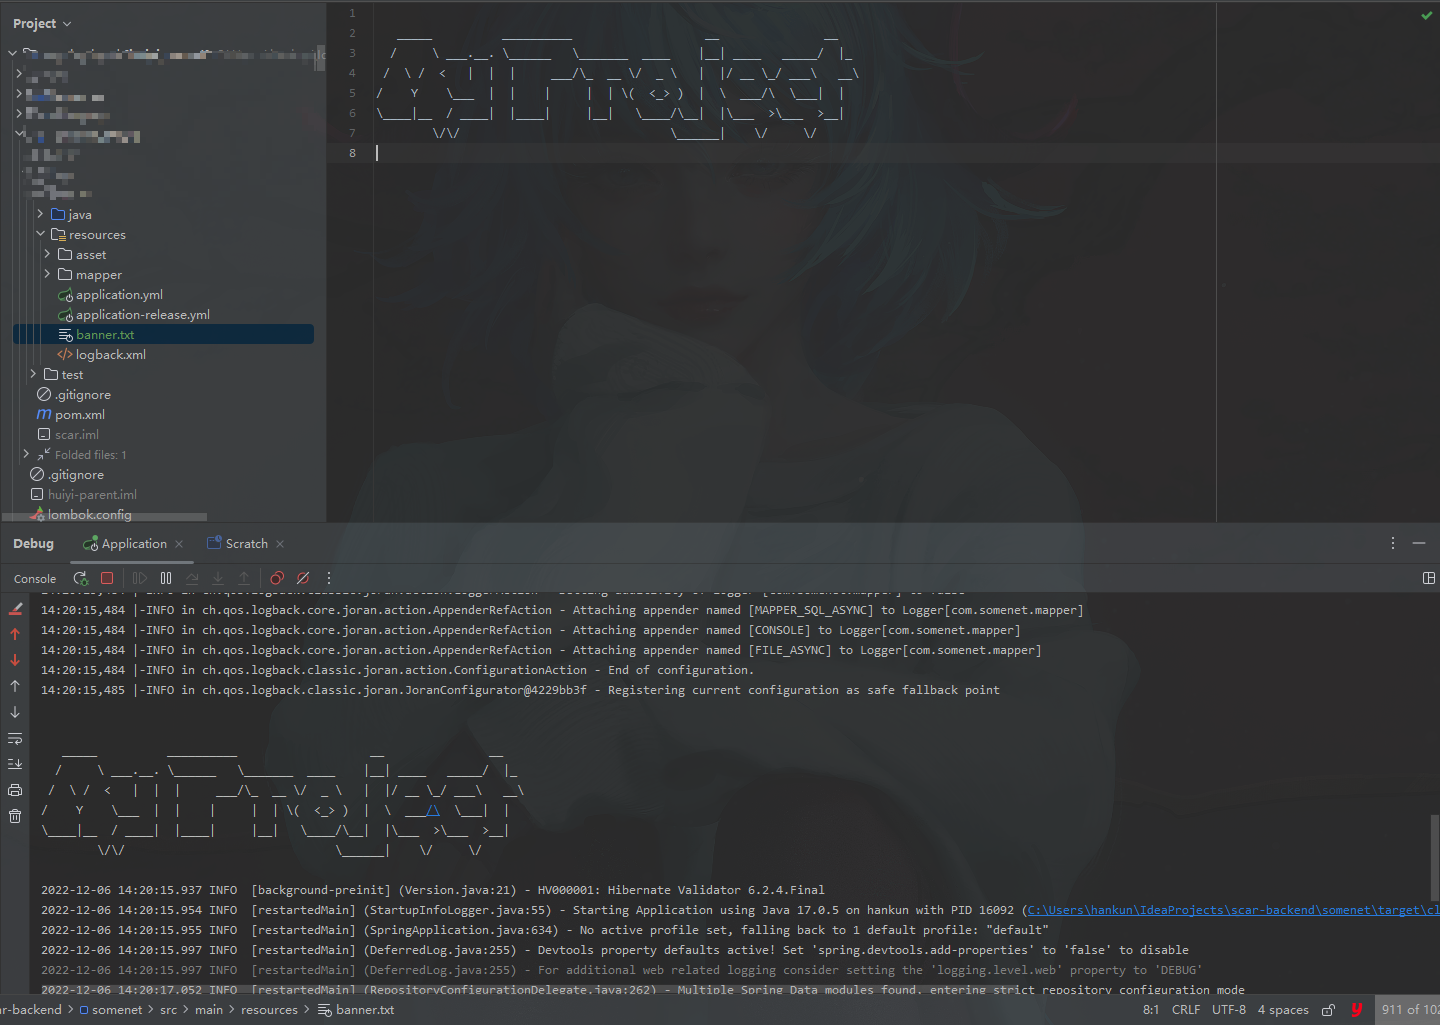 Project
java
resources
asset
mapper
application.yml
application-release.yml
banner.txt
logback.xml
test
.gitignore
pom.xml
scar.iml
Folded files: 1
.gitignore
huiyi-parent.iml
lombok.config
1
2
3
4
5
6
7
8
Debug
Application
Scratch
Console
14:20:15,484 |-INFO in ch.qos.logback.core.joran.action.AppenderRefAction - Attaching appender named [MAPPER_SQL_ASYNC] to Logger[com.somenet.mapper]
14:20:15,484 |-INFO in ch.qos.logback.core.joran.action.AppenderRefAction - Attaching appender named [CONSOLE] to Logger[com.somenet.mapper]
14:20:15,484 |-INFO in ch.qos.logback.core.joran.action.AppenderRefAction - Attaching appender named [FILE_ASYNC] to Logger[com.somenet.mapper]
14:20:15,484 |-INFO in ch.qos.logback.classic.joran.action.ConfigurationAction - End of configuration.
14:20:15,485 |-INFO in ch.qos.logback.classic.joran.JoranConfigurator@4229bb3f - Registering current configuration as safe fallback point
2022-12-06 14:20:15.937 INFO  [background-preinit] (Version.java:21) - HV000001: Hibernate Validator 6.2.4.Final
2022-12-06 14:20:15.954 INFO  [restartedMain] (StartupInfoLogger.java:55) - Starting Application using Java 17.0.5 on hankun with PID 16092 (C:\Users\hankun\IdeaProjects\scar-backend\somenet\target\cl
2022-12-06 14:20:15.955 INFO  [restartedMain] (SpringApplication.java:634) - No active profile set, falling back to 1 default profile: "default"
2022-12-06 14:20:15.997 INFO  [restartedMain] (DeferredLog.java:255) - Devtools property defaults active! Set 'spring.devtools.add-properties' to 'false' to disable
2022-12-06 14:20:15.997 INFO  [restartedMain] (DeferredLog.java:255) - For additional web related logging consider setting the 'logging.level.web' property to 'DEBUG'
2022-12-06 14:20:17.052 INFO  [restartedMain] (RepositoryConfigurationDelegate.java:262) - Multiple Spring Data modules found, entering strict repository configuration mode
ar-backend > somenet > src > main > resources > banner.txt
8:1 CRLF UTF-8 4 spaces y 911 of 102